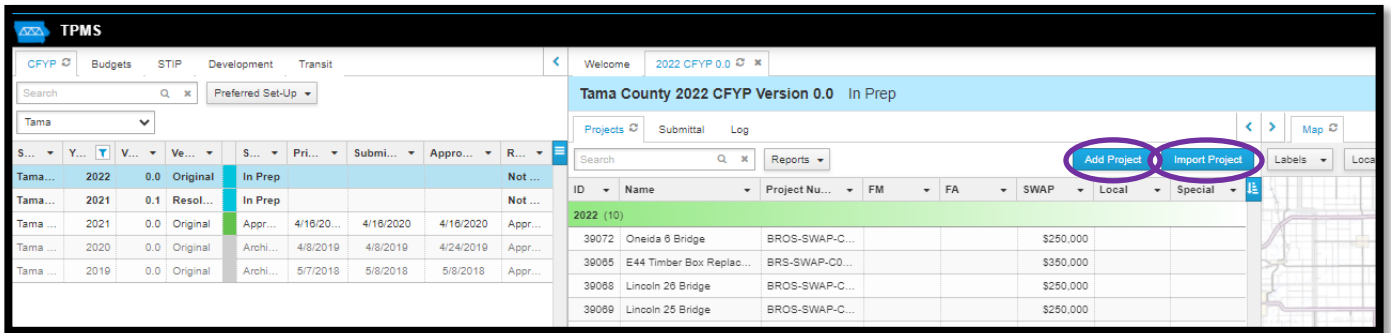 TPMS
CFYP Budgets STIP Development Transit
Search Preferred Set-Up
Tama
S... Y... V... Ve... S... Pri... Submi... Appro... R...
Tama... 2022 0.0 Original In Prep Not ...
Tama... 2021 0.1 Resol... In Prep Not ...
Tama ... 2021 0.0 Original Appr... 4/16/20... 4/16/2020 4/16/2020 Appr...
Tama ... 2020 0.0 Original Archi... 4/8/2019 4/8/2019 4/24/2019 Appr...
Tama ... 2019 0.0 Original Archi... 5/7/2018 5/8/2018 5/8/2018 Appr...
Welcome 2022 CFYP 0.0
Tama County 2022 CFYP Version 0.0 In Prep
Projects Submittal Log Map
Search Reports Add Project Import Project Labels Loca
ID Name Project Nu... FM FA SWAP Local Special
2022 (10)
39072 Oneida 6 Bridge BROS-SWAP-C... $250,000
39065 E44 Timber Box Replac... BRS-SWAP-C0... $350,000
39068 Lincoln 26 Bridge BROS-SWAP-C... $250,000
39069 Lincoln 25 Bridge BROS-SWAP-C... $250,000